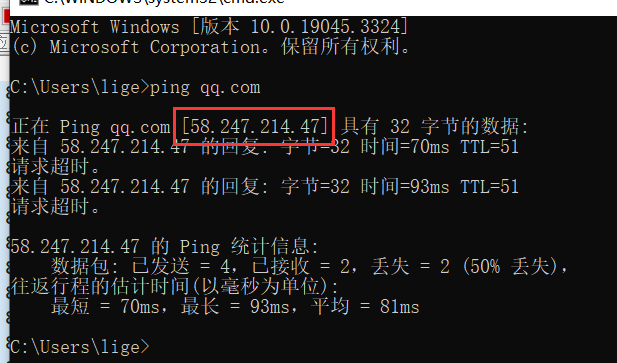 C:\WINDOWS\system32\cmd.exe
Microsoft Windows [版本 10.0.19045.3324]
(c) Microsoft Corporation。保留所有权利。
C:\Users\lige>ping qq.com
正在 Ping qq.com [58.247.214.47] 具有 32 字节的数据:
来自 58.247.214.47 的回复: 字节=32 时间=70ms TTL=51
请求超时。
来自 58.247.214.47 的回复: 字节=32 时间=93ms TTL=51
请求超时。
58.247.214.47 的 Ping 统计信息:
数据包: 已发送 = 4，已接收 = 2，丢失 = 2 (50% 丢失)，
往返行程的估计时间(以毫秒为单位):
最短 = 70ms，最长 = 93ms，平均 = 81ms
C:\Users\lige>